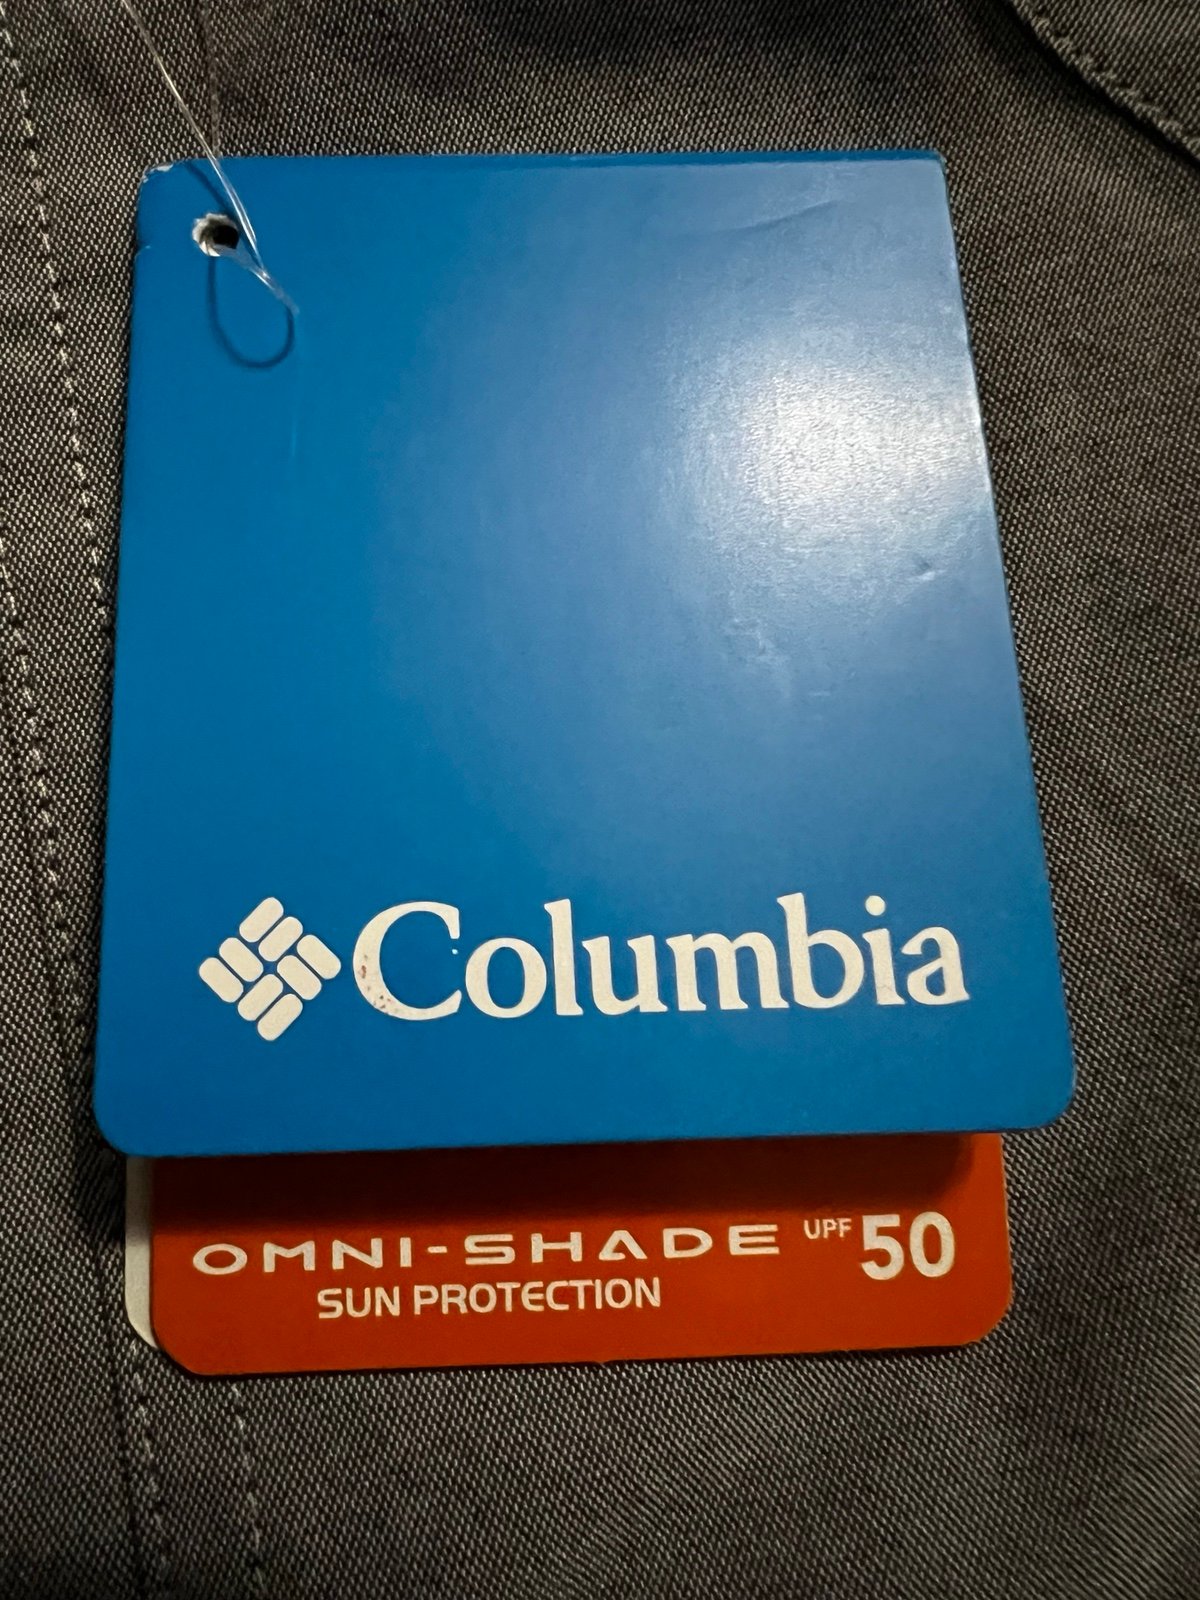 Columbia
OMNI-SHADE UPF 50
SUN PROTECTION